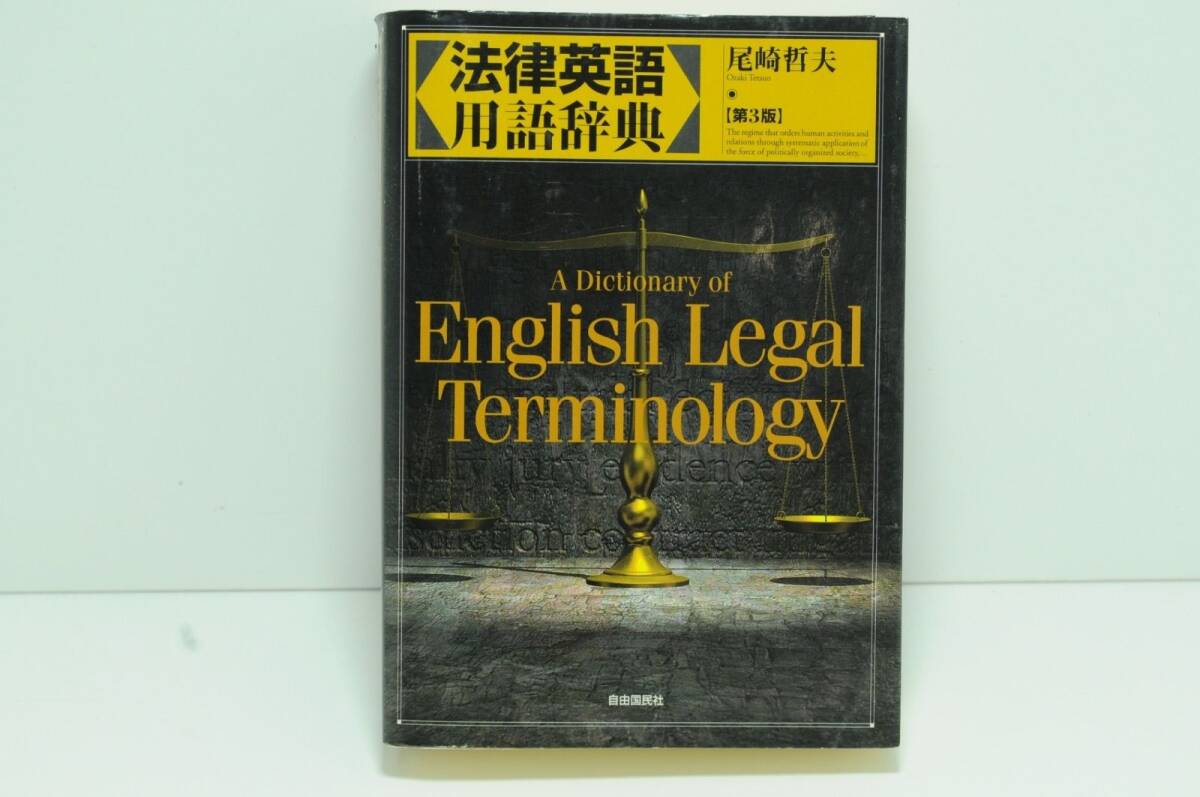 法律英語
用語辞典
尾崎哲夫
Ozaki Tetsuo
【第3版】
The regime that orders human activities and
relations through systematic application of
the force of politically organized society, ...
A Dictionary of
English Legal
Terminology
jury evidence
自由国民社